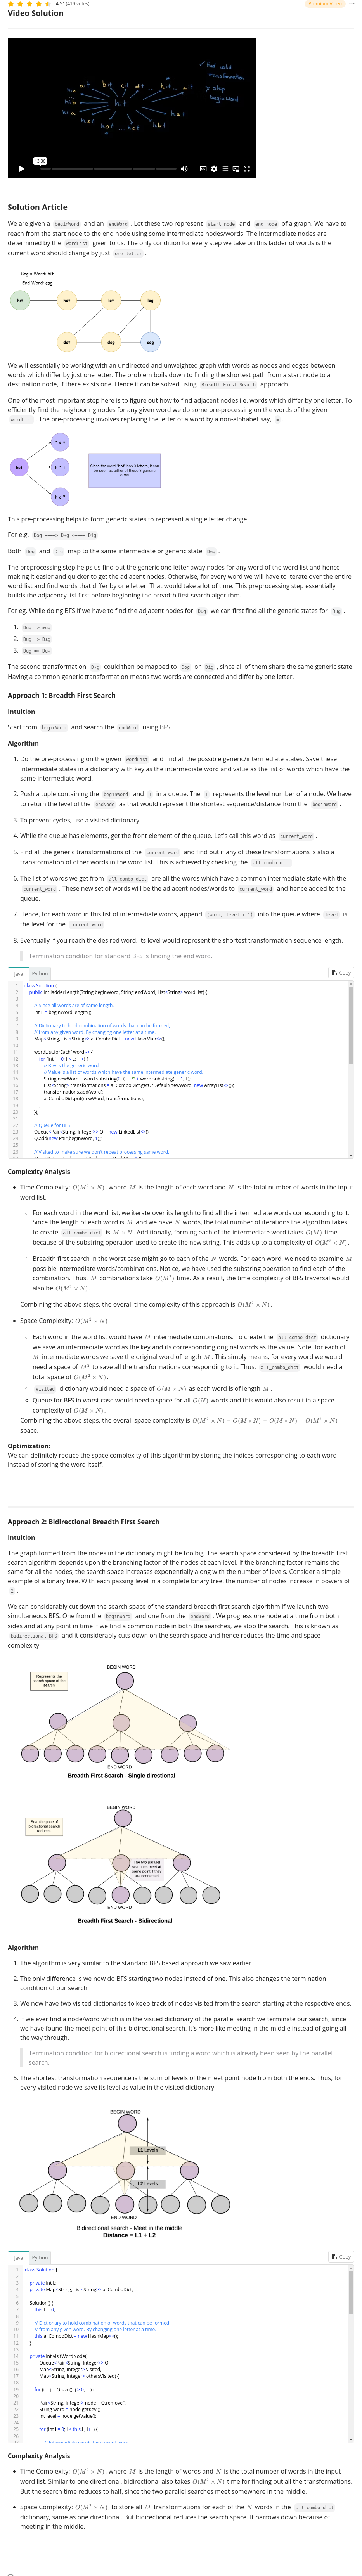 4.51 (419 votes)
Premium Video
Video Solution
find valid
transformation
stop
begin word
hit
13:34
Solution Article
We are given a beginWord and an endWord . Let these two represent start node and end node of a graph. We have to
reach from the start node to the end node using some intermediate nodes/words. The intermediate nodes are
determined by the wordList given to us. The only condition for every step we take on this ladder of words is the
current word should change by just one letter .
Begin Word: hit
End Word: cog
hit
hot
lot
log
dot
dog
cog
We will essentially be working with an undirected and unweighted graph with words as nodes and edges between
words which differ by just one letter. The problem boils down to finding the shortest path from a start node to a
destination node, if there exists one. Hence it can be solved using Breadth First Search approach.
One of the most important step here is to figure out how to find adjacent nodes i.e. words which differ by one letter. To
efficiently find the neighboring nodes for any given word we do some pre-processing on the words of the given
wordList . The pre-processing involves replacing the letter of a word by a non-alphabet say, * .
* o t
hot
h * t
h o *
Since the word "hot" has 3 letters, it can
be seen as either of these 3 generic
forms.
This pre-processing helps to form generic states to represent a single letter change.
For e.g. Dog ----> D*g <---- Dig
Both Dog and Dig map to the same intermediate or generic state D*g .
The preprocessing step helps us find out the generic one letter away nodes for any word of the word list and hence
making it easier and quicker to get the adjacent nodes. Otherwise, for every word we will have to iterate over the entire
word list and find words that differ by one letter. That would take a lot of time. This preprocessing step essentially
builds the adjacency list first before beginning the breadth first search algorithm.
For eg. While doing BFS if we have to find the adjacent nodes for Dug we can first find all the generic states for Dug .
1. Dug => *ug
2. Dug => D*g
3. Dug => Du*
The second transformation D*g could then be mapped to Dog or Dig , since all of them share the same generic state.
Having a common generic transformation means two words are connected and differ by one letter.
Approach 1: Breadth First Search
Intuition
Start from beginWord and search the endWord using BFS.
Algorithm
1. Do the pre-processing on the given wordList and find all the possible generic/intermediate states. Save these
intermediate states in a dictionary with key as the intermediate word and value as the list of words which have the
same intermediate word.
2. Push a tuple containing the beginWord and 1 in a queue. The 1 represents the level number of a node. We have
to return the level of the endNode as that would represent the shortest sequence/distance from the beginWord .
3. To prevent cycles, use a visited dictionary.
4. While the queue has elements, get the front element of the queue. Let's call this word as current_word .
5. Find all the generic transformations of the current_word and find out if any of these transformations is also a
transformation of other words in the word list. This is achieved by checking the all_combo_dict .
6. The list of words we get from all_combo_dict are all the words which have a common intermediate state with the
current_word . These new set of words will be the adjacent nodes/words to current_word and hence added to the
queue.
7. Hence, for each word in this list of intermediate words, append (word, level + 1) into the queue where level is
the level for the current_word .
8. Eventually if you reach the desired word, its level would represent the shortest transformation sequence length.
Termination condition for standard BFS is finding the end word.
Java
Python
Copy
1 class Solution {
2 public int ladderLength(String beginWord, String endWord, List<String> wordList) {
3
4 // Since all words are of same length.
5 int L = beginWord.length();
6
7 // Dictionary to hold combination of words that can be formed,
8 // from any given word. By changing one letter at a time.
9 Map<String, List<String>> allComboDict = new HashMap<>();
10
11 wordList.forEach( word -> {
12 for (int i = 0; i < L; i++) {
13 // Key is the generic word
14 // Value is a list of words which have the same intermediate generic word.
15 String newWord = word.substring(0, i) + '*' + word.substring(i + 1, L);
16 List<String> transformations = allComboDict.getOrDefault(newWord, new ArrayList<>());
17 transformations.add(word);
18 allComboDict.put(newWord, transformations);
19 }
20 });
21
22 // Queue for BFS
23 Queue<Pair<String, Integer>> Q = new LinkedList<>();
24 Q.add(new Pair(beginWord, 1));
25
26 // Visited to make sure we don't repeat processing same word.
Complexity Analysis
• Time Complexity: O(M² × N), where M is the length of each word and N is the total number of words in the input
word list.
◦ For each word in the word list, we iterate over its length to find all the intermediate words corresponding to it.
Since the length of each word is M and we have N words, the total number of iterations the algorithm takes
to create all_combo_dict is M × N. Additionally, forming each of the intermediate word takes O(M) time
because of the substring operation used to create the new string. This adds up to a complexity of O(M² × N).
◦ Breadth first search in the worst case might go to each of the N words. For each word, we need to examine M
possible intermediate words/combinations. Notice, we have used the substring operation to find each of the
combination. Thus, M combinations take O(M²) time. As a result, the time complexity of BFS traversal would
also be O(M² × N).
Combining the above steps, the overall time complexity of this approach is O(M² × N).
• Space Complexity: O(M² × N).
◦ Each word in the word list would have M intermediate combinations. To create the all_combo_dict dictionary
we save an intermediate word as the key and its corresponding original words as the value. Note, for each of
M intermediate words we save the original word of length M. This simply means, for every word we would
need a space of M² to save all the transformations corresponding to it. Thus, all_combo_dict would need a
total space of O(M² × N).
◦ Visited dictionary would need a space of O(M × N) as each word is of length M.
◦ Queue for BFS in worst case would need a space for all O(N) words and this would also result in a space
complexity of O(M × N).
Combining the above steps, the overall space complexity is O(M² × N) + O(M * N) + O(M * N) = O(M² × N)
space.
Optimization:
We can definitely reduce the space complexity of this algorithm by storing the indices corresponding to each word
instead of storing the word itself.
Approach 2: Bidirectional Breadth First Search
Intuition
The graph formed from the nodes in the dictionary might be too big. The search space considered by the breadth first
search algorithm depends upon the branching factor of the nodes at each level. If the branching factor remains the
same for all the nodes, the search space increases exponentially along with the number of levels. Consider a simple
example of a binary tree. With each passing level in a complete binary tree, the number of nodes increase in powers of
2 .
We can considerably cut down the search space of the standard breadth first search algorithm if we launch two
simultaneous BFS. One from the beginWord and one from the endWord . We progress one node at a time from both
sides and at any point in time if we find a common node in both the searches, we stop the search. This is known as
bidirectional BFS and it considerably cuts down on the search space and hence reduces the time and space
complexity.
BEGIN WORD
Represents the
search space of the
search
END WORD
Breadth First Search - Single directional
BEGIN WORD
Search space of
bidirectional search
reduces.
The two parallel
searches meet at
some point if they
are connected
END WORD
Breadth First Search - Bidirectional
Algorithm
1. The algorithm is very similar to the standard BFS based approach we saw earlier.
2. The only difference is we now do BFS starting two nodes instead of one. This also changes the termination
condition of our search.
3. We now have two visited dictionaries to keep track of nodes visited from the search starting at the respective ends.
4. If we ever find a node/word which is in the visited dictionary of the parallel search we terminate our search, since
we have found the meet point of this bidirectional search. It's more like meeting in the middle instead of going all
the way through.
Termination condition for bidirectional search is finding a word which is already been seen by the parallel
search.
5. The shortest transformation sequence is the sum of levels of the meet point node from both the ends. Thus, for
every visited node we save its level as value in the visited dictionary.
BEGIN WORD
L1 Levels
L2 Levels
END WORD
Bidirectional search - Meet in the middle
Distance = L1 + L2
Java
Python
Copy
1 class Solution {
2
3 private int L;
4 private Map<String, List<String>> allComboDict;
5
6 Solution() {
7 this.L = 0;
8
9 // Dictionary to hold combination of words that can be formed,
10 // from any given word. By changing one letter at a time.
11 this.allComboDict = new HashMap<>();
12 }
13
14 private int visitWordNode(
15 Queue<Pair<String, Integer>> Q,
16 Map<String, Integer> visited,
17 Map<String, Integer> othersVisited) {
18
19 for (int j = Q.size(); j > 0; j--) {
20
21 Pair<String, Integer> node = Q.remove();
22 String word = node.getKey();
23 int level = node.getValue();
24
25 for (int i = 0; i < this.L; i++) {
26
Complexity Analysis
• Time Complexity: O(M² × N), where M is the length of words and N is the total number of words in the input
word list. Similar to one directional, bidirectional also takes O(M² × N) time for finding out all the transformations.
But the search time reduces to half, since the two parallel searches meet somewhere in the middle.
• Space Complexity: O(M² × N), to store all M transformations for each of the N words in the all_combo_dict
dictionary, same as one directional. But bidirectional reduces the search space. It narrows down because of
meeting in the middle.